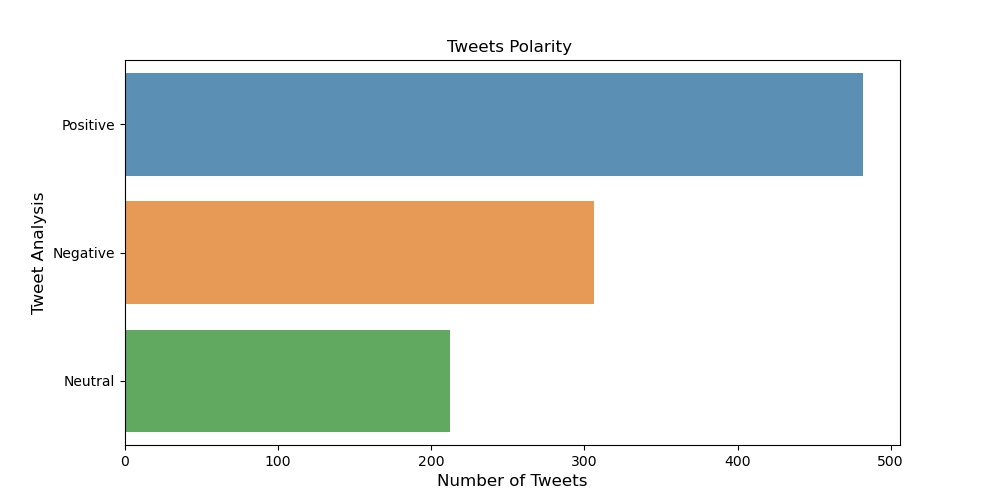 Tweets Polarity
Tweet Analysis
Positive
Negative
Neutral
0 100 200 300 400 500
Number of Tweets